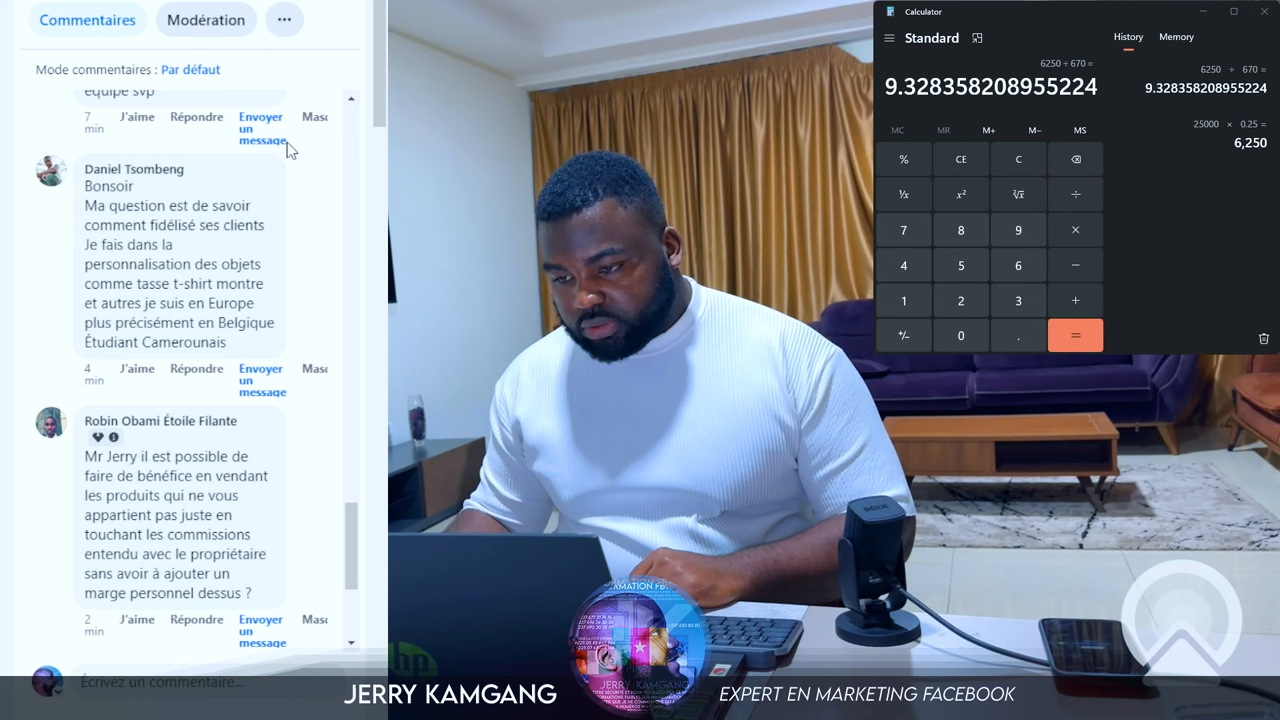 Commentaires
Modération
Mode commentaires : Par défaut
equipe svp
7 min
J'aime
Répondre
Envoyer un message
Daniel Tsombeng
Bonsoir
Ma question est de savoir
comment fidélisé ses clients
Je fais dans la
personnalisation des objets
comme tasse t-shirt montre
et autres je suis en Europe
plus précisément en Belgique
Étudiant Camerounais
4 min
J'aime
Répondre
Envoyer un message
Robin Obami Étoile Filante
Mr Jerry il est possible de
faire de bénéfice en vendant
les produits qui ne vous
appartient pas juste en
touchant les commissions
entendu avec le propriétaire
sans avoir à ajouter un
marge personnel dessus ?
2 min
J'aime
Répondre
Envoyer un message
Écrivez un commentaire...
Calculator
Standard
History
Memory
6250 ÷ 670 =
9.328358208955224
6250 ÷ 670 =
9.328358208955224
25000 × 0.25 =
6,250
MC MR M+ M− MS
% CE C
¹/x x² ²√x ÷
7 8 9 ×
4 5 6 −
1 2 3 +
+/− 0 . =
RODE
hp
JERRY KAMGANG
EXPERT EN MARKETING FACEBOOK